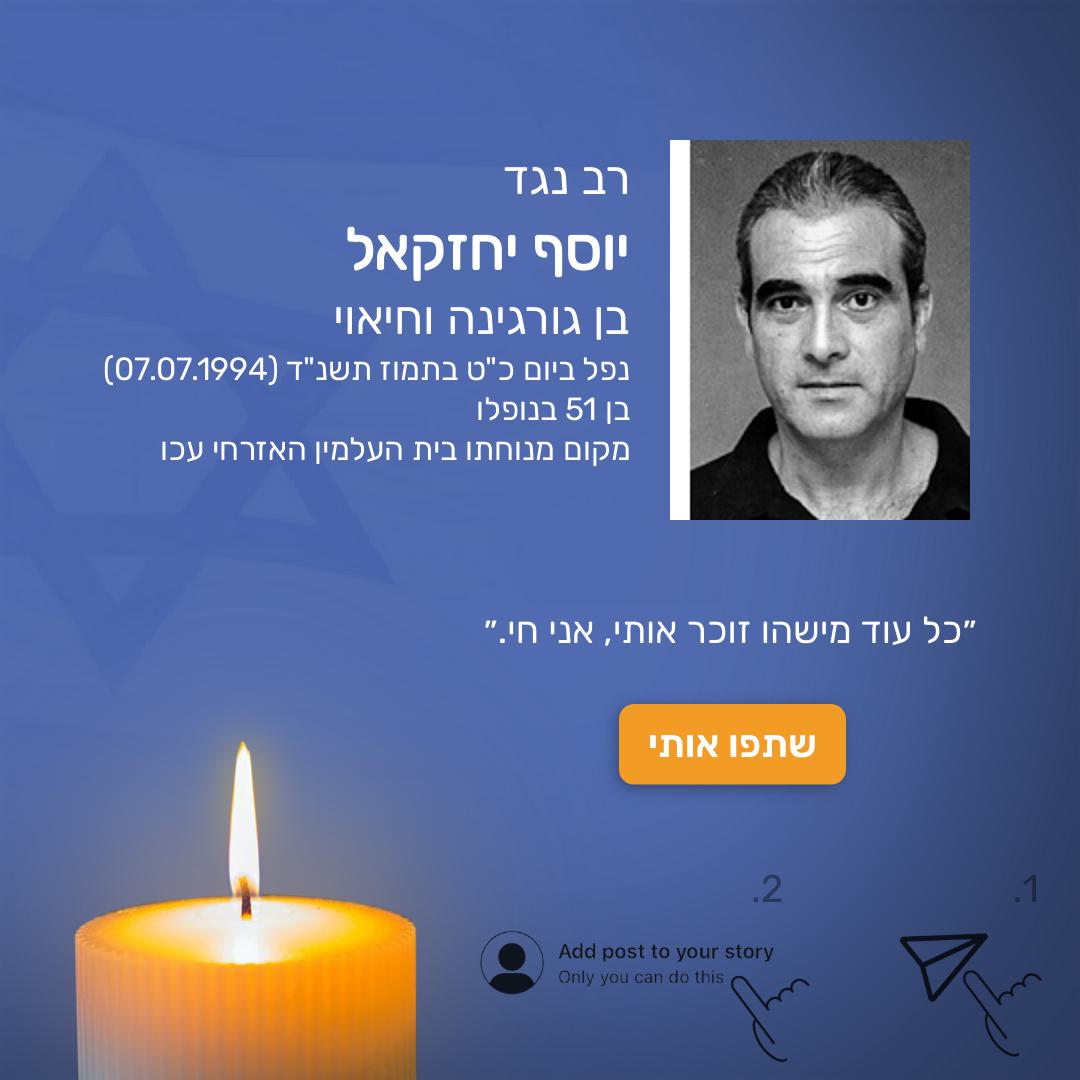 רב נגד
יוסף יחזקאל
בן גורגינה וחיאוי
נפל ביום כ"ט בתמוז תשנ"ד (07.07.1994)
בן 51 בנופלו
מקום מנוחתו בית העלמין האזרחי עכו
״כל עוד מישהו זוכר אותי, אני חי.״
שתפו אותי
.1
.2
Add post to your story
Only you can do this